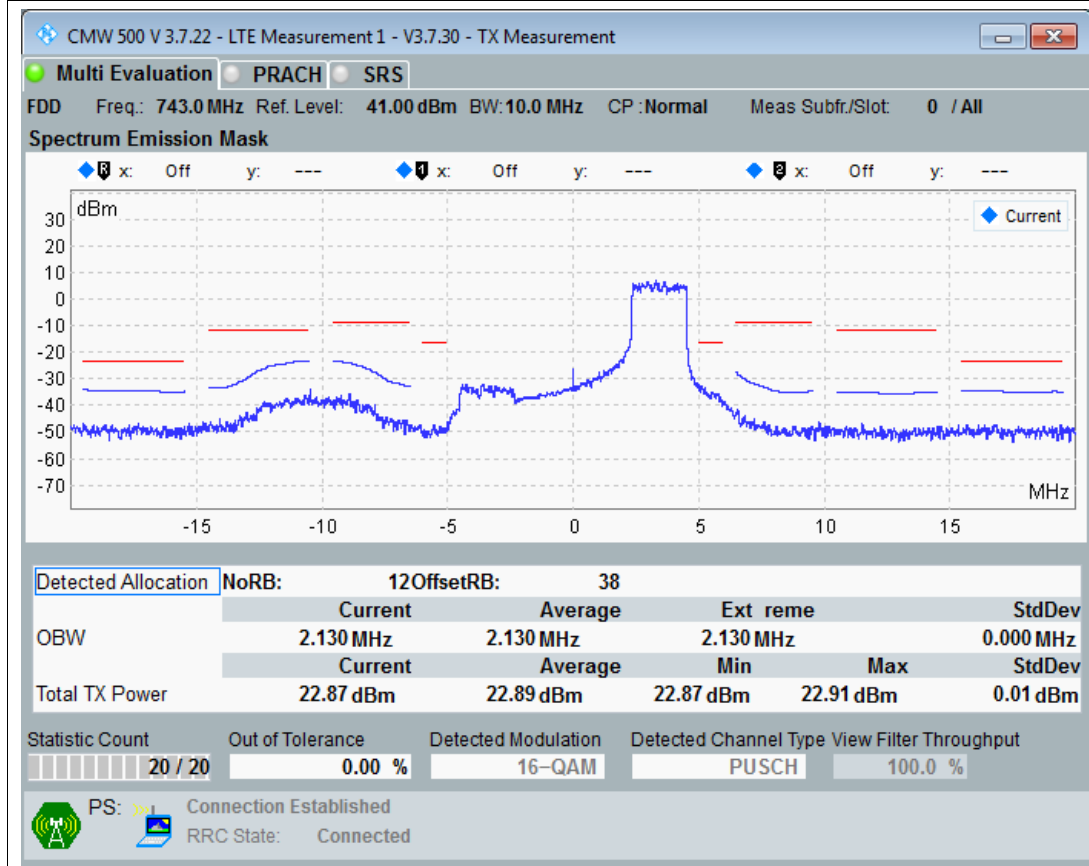 CMW 500 V 3.7.22 - LTE Measurement 1 - V3.7.30 - TX Measurement
Multi Evaluation PRACH SRS
FDD Freq.: 743.0 MHz Ref. Level: 41.00 dBm BW: 10.0 MHz CP : Normal Meas Subfr./Slot: 0 / All
Spectrum Emission Mask
R x: Off y: --- 1 x: Off y: --- 2 x: Off y: ---
dBm
Current
30
20
10
0
-10
-20
-30
-40
-50
-60
-70
MHz
-15 -10 -5 0 5 10 15
Detected Allocation NoRB: 12 OffsetRB: 38
Current Average Ext reme StdDev
OBW 2.130 MHz 2.130 MHz 2.130 MHz 0.000 MHz
Current Average Min Max StdDev
Total TX Power 22.87 dBm 22.89 dBm 22.87 dBm 22.91 dBm 0.01 dBm
Statistic Count Out of Tolerance Detected Modulation Detected Channel Type View Filter Throughput
20 / 20 0.00 % 16-QAM PUSCH 100.0 %
PS: Connection Established
RRC State: Connected